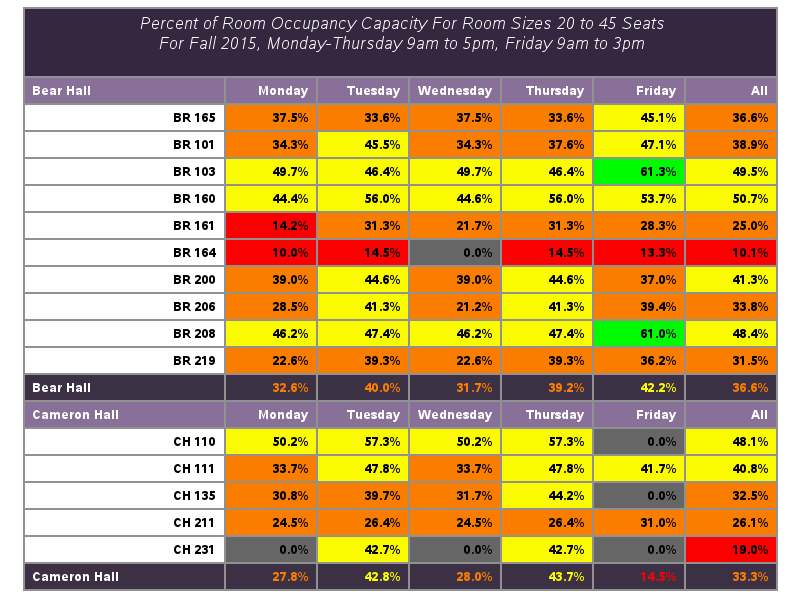 Percent of Room Occupancy Capacity For Room Sizes 20 to 45 Seats
For Fall 2015, Monday-Thursday 9am to 5pm, Friday 9am to 3pm
Bear Hall Monday Tuesday Wednesday Thursday Friday All
BR 165 37.5% 33.6% 37.5% 33.6% 45.1% 36.6%
BR 101 34.3% 45.5% 34.3% 37.6% 47.1% 38.9%
BR 103 49.7% 46.4% 49.7% 46.4% 61.3% 49.5%
BR 160 44.4% 56.0% 44.6% 56.0% 53.7% 50.7%
BR 161 14.2% 31.3% 21.7% 31.3% 28.3% 25.0%
BR 164 10.0% 14.5% 0.0% 14.5% 13.3% 10.1%
BR 200 39.0% 44.6% 39.0% 44.6% 37.0% 41.3%
BR 206 28.5% 41.3% 21.2% 41.3% 39.4% 33.8%
BR 208 46.2% 47.4% 46.2% 47.4% 61.0% 48.4%
BR 219 22.6% 39.3% 22.6% 39.3% 36.2% 31.5%
Bear Hall 32.6% 40.0% 31.7% 39.2% 42.2% 36.6%
Cameron Hall Monday Tuesday Wednesday Thursday Friday All
CH 110 50.2% 57.3% 50.2% 57.3% 0.0% 48.1%
CH 111 33.7% 47.8% 33.7% 47.8% 41.7% 40.8%
CH 135 30.8% 39.7% 31.7% 44.2% 0.0% 32.5%
CH 211 24.5% 26.4% 24.5% 26.4% 31.0% 26.1%
CH 231 0.0% 42.7% 0.0% 42.7% 0.0% 19.0%
Cameron Hall 27.8% 42.8% 28.0% 43.7% 14.5% 33.3%